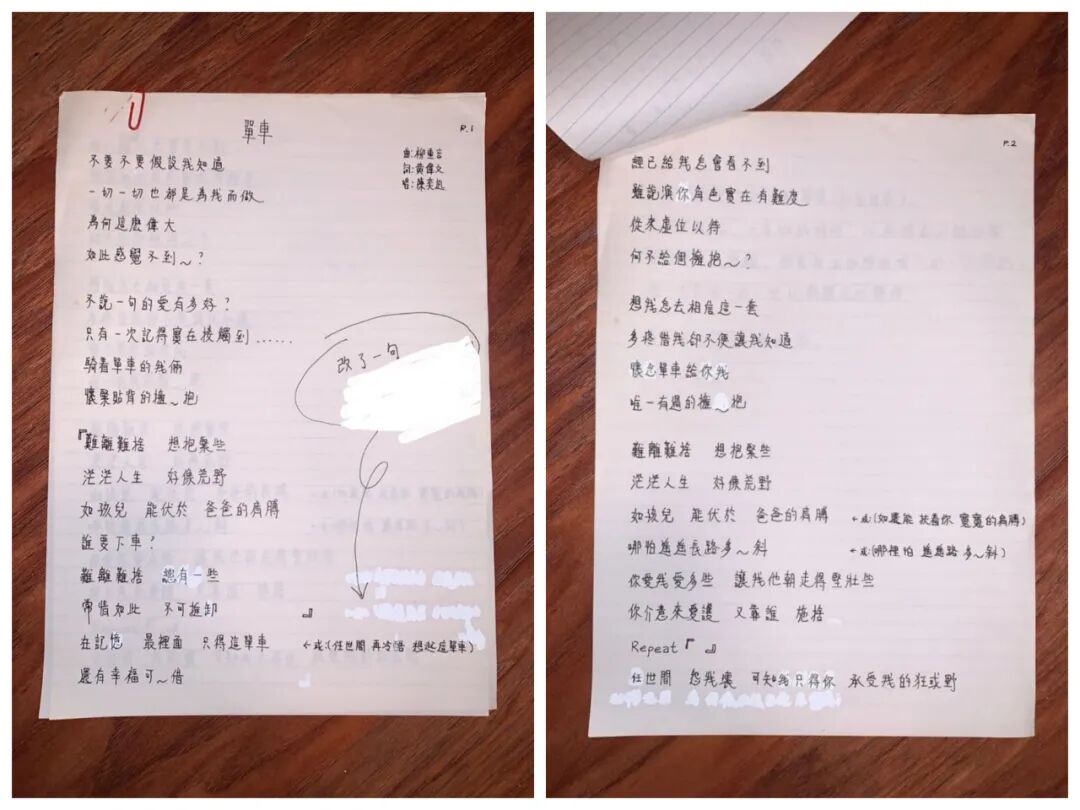 單車
P.1
曲:柳重言
詞:黃偉文
唱:陳奕迅
不要不要假設我知道
一切一切也都是為我而做
為何這麼偉大
如此感覺不到～?
不說一句的愛有多好?
只有一次記得實在接觸到……
騎着單車的我倆
懷緊貼背的擁～抱
改了一句
『難離難捨 想抱緊些
茫茫人生 好像荒野
如孩兒 能伏於 爸爸的肩膊
誰要下車?
難離難捨 總有一些
常情如此 不可推卸 』
在記憶 最裡面 只得這單車 ←或:(任世間 再冷酷 想起這單車)
還有幸福可～借
P.2
經已給我怎會看不到
雖說演你角色實在有難度
從來虛位以待
何不給個擁抱～?
想我怎去相信這一套
多疼惜我卻不便讓我知道
懷念單車給你我
唯一有過的擁～抱
難離難捨 想抱緊些
茫茫人生 好像荒野
如孩兒 能伏於 爸爸的肩膊 ←或:(如還能 扶着你 寬寬的肩膊)
哪怕遙遙長路多～斜 ←或:(哪裡怕 遙遙路 多～斜)
你愛我愛多些 讓我他朝走得堅壯些
你介意來愛護 又靠誰 施捨
Repeat『 』
任世間 怨我壞 可知我只得你 承受我的狂或野